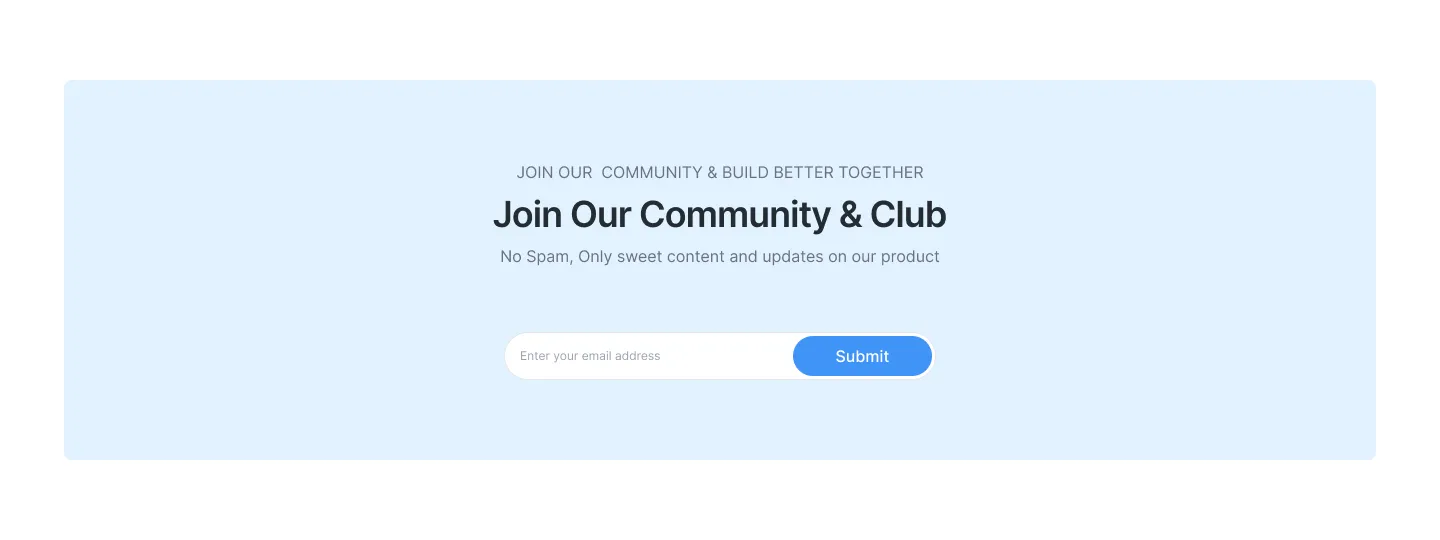 JOIN OUR  COMMUNITY & BUILD BETTER TOGETHER
Join Our Community & Club
No Spam, Only sweet content and updates on our product
Enter your email address
Submit